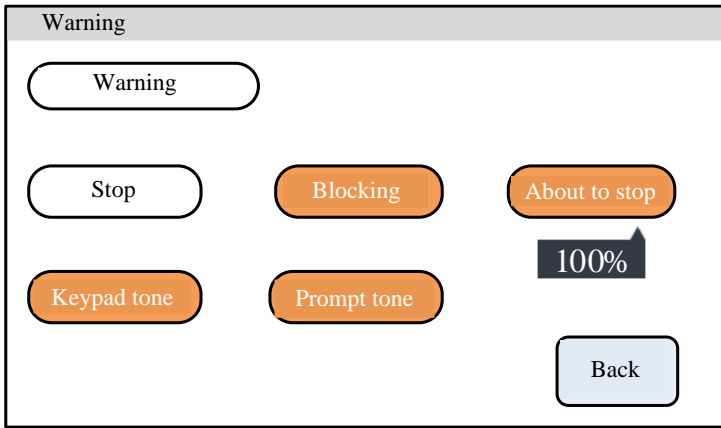 Warning
Warning
Stop
Blocking
About to stop
100%
Keypad tone
Prompt tone
Back